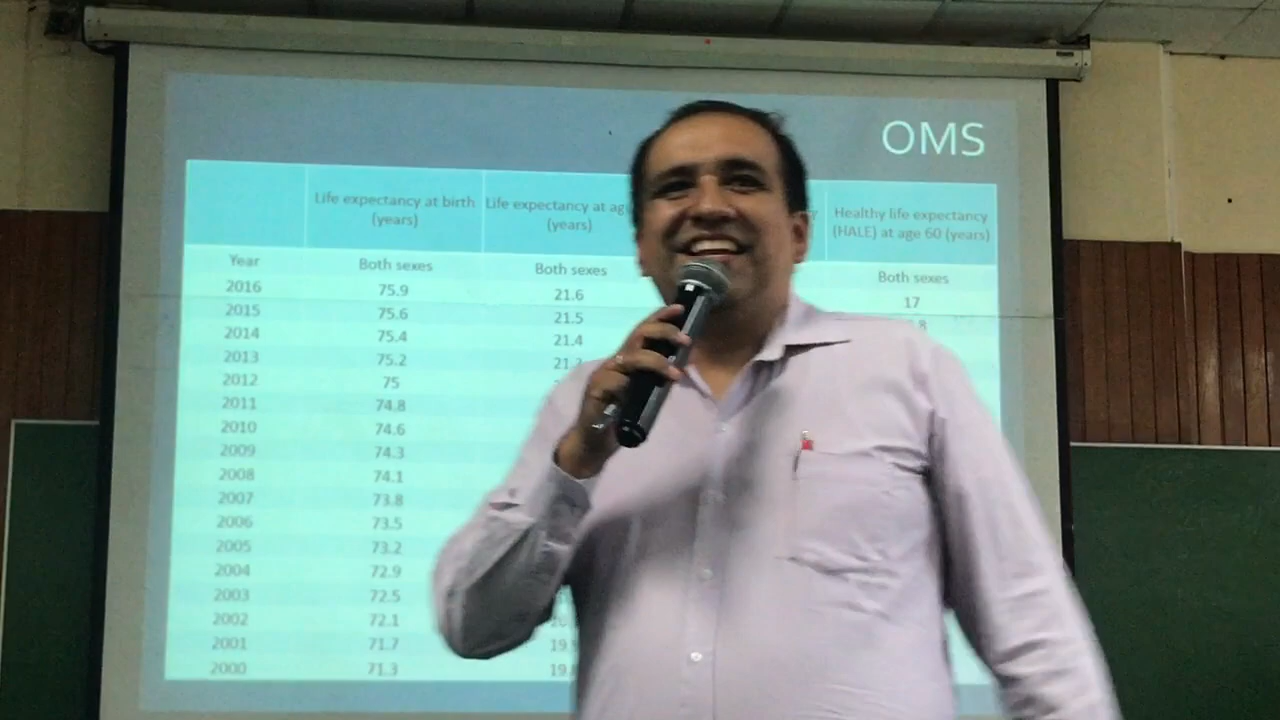 OMS
Life expectancy at birth (years) Life expectancy at age (years) Healthy life expectancy (HALE) at age 60 (years)
Year Both sexes Both sexes Both sexes
2016 75.9 21.6 17
2015 75.6 21.5
2014 75.4 21.4
2013 75.2
2012 75
2011 74.8
2010 74.6
2009 74.3
2008 74.1
2007 73.8
2006 73.5
2005 73.2
2004 72.9
2003 72.5
2002 72.1
2001 71.7
2000 71.3